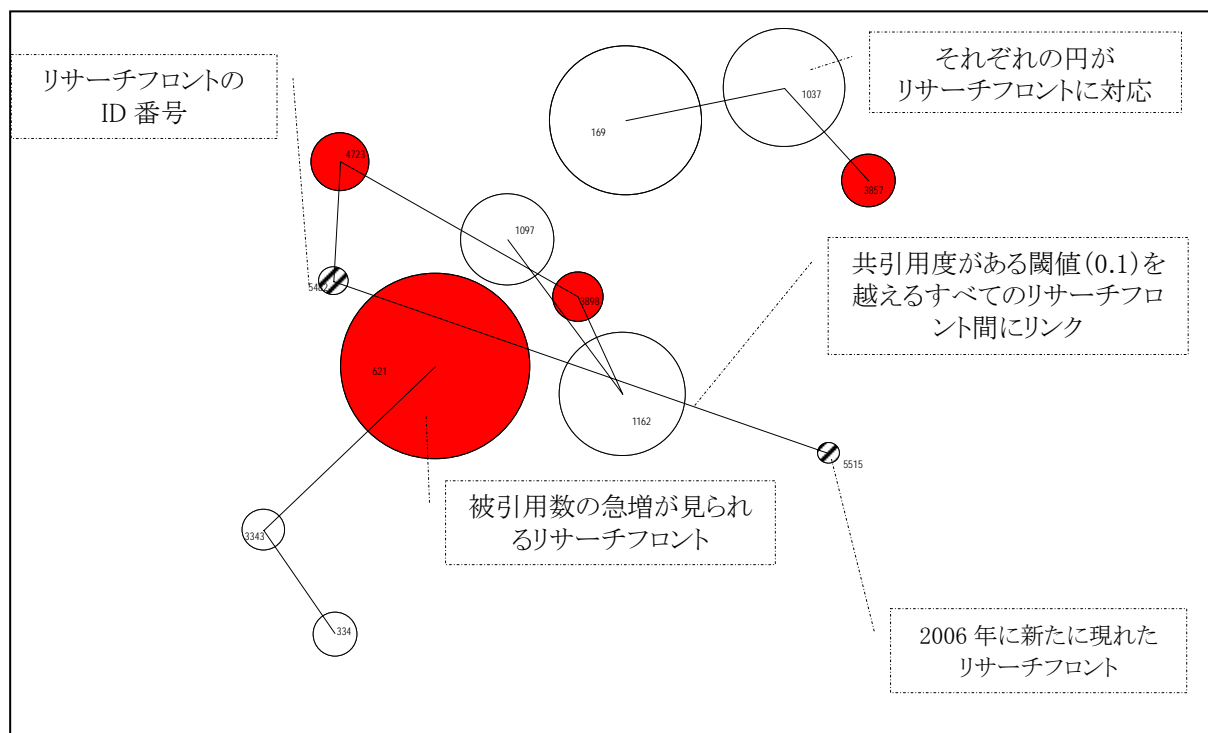 リサーチフロントの
ID 番号
それぞれの円が
リサーチフロントに対応
1037
169
4723
3857
1097
共引用度がある閾値(0.1)を
越えるすべてのリサーチフロ
ント間にリンク
3898
621
1162
5515
被引用数の急増が見られ
るリサーチフロント
3343
334
2006 年に新たに現れた
リサーチフロント